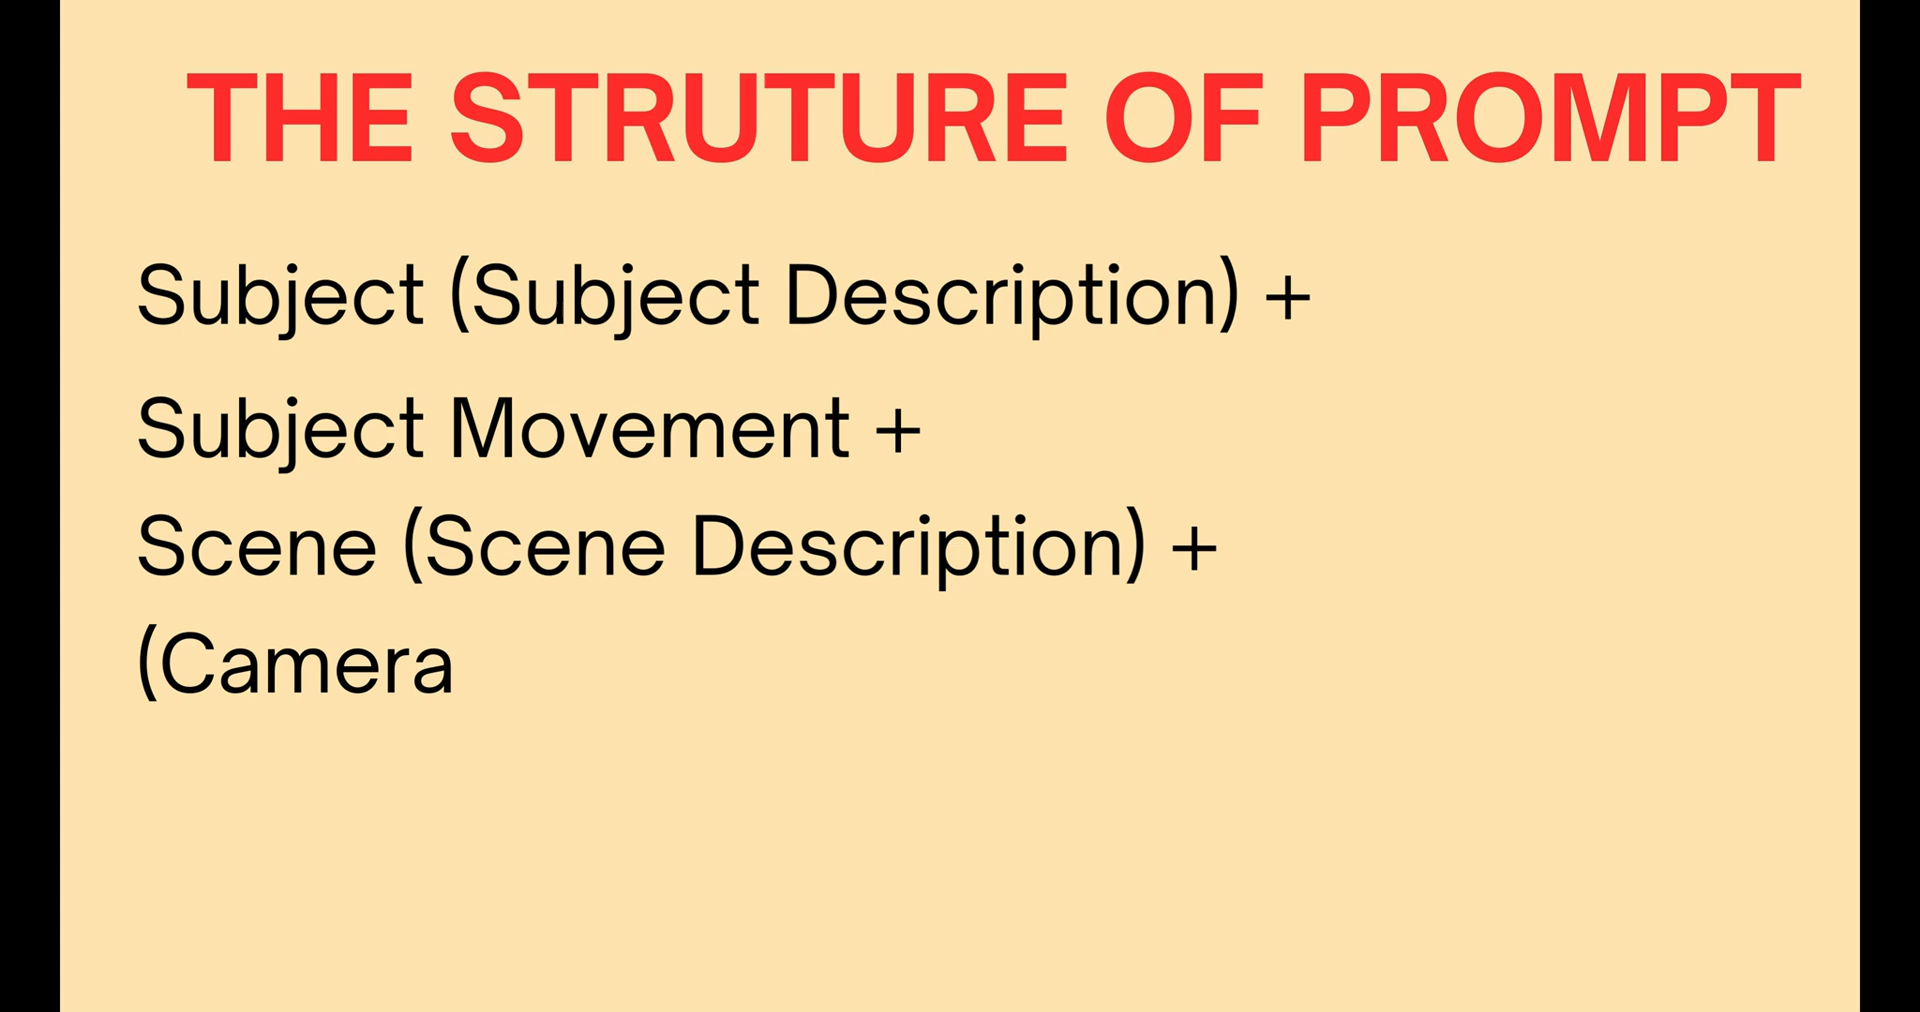 THE STRUTURE OF PROMPT
Subject (Subject Description) +
Subject Movement +
Scene (Scene Description) +
(Camera